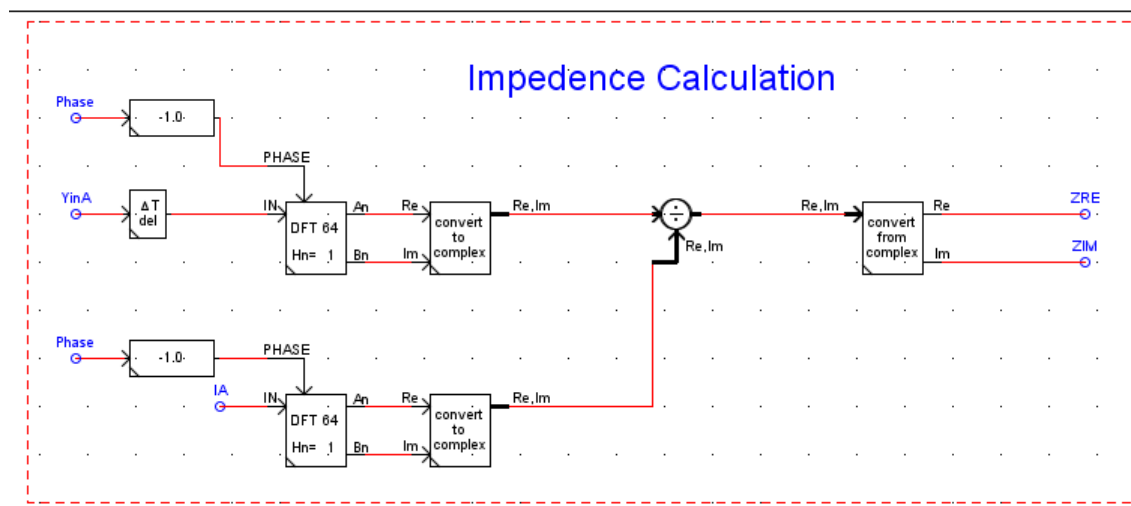 Impedence Calculation
Phase
-1.0
PHASE
YinA
ΔT
del
IN
DFT 64
Hn= 1
An
Bn
Re
Im
convert
to
complex
Re,Im
÷
Re,Im
Re,Im
convert
from
complex
Re
Im
ZRE
ZIM
Phase
-1.0
PHASE
IA
IN
DFT 64
Hn= 1
An
Bn
Re
Im
convert
to
complex
Re,Im